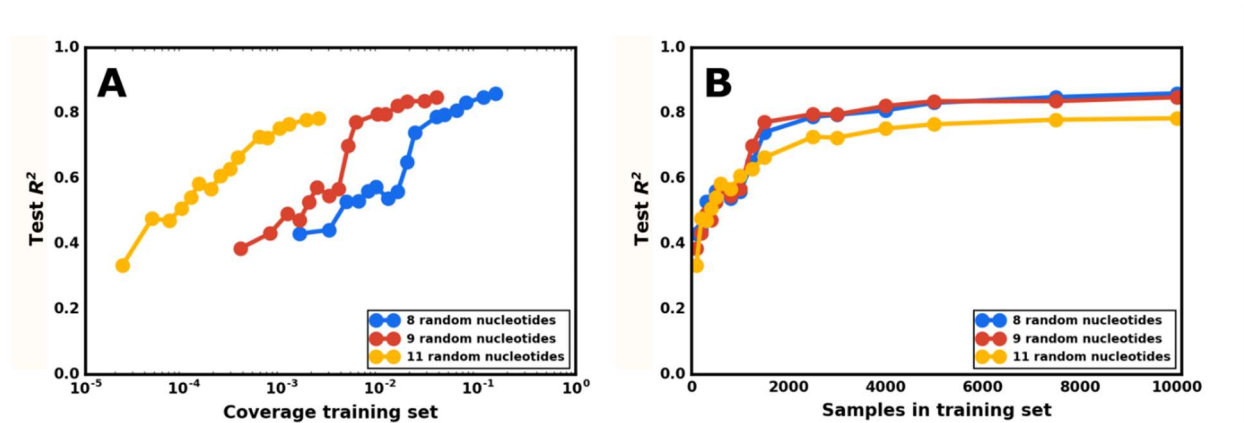 A
Test R²
1.0
0.8
0.6
0.4
0.2
0.0
8 random nucleotides
9 random nucleotides
11 random nucleotides
10⁻⁵ 10⁻⁴ 10⁻³ 10⁻² 10⁻¹ 10⁰
Coverage training set
B
Test R²
1.0
0.8
0.6
0.4
0.2
0.0
8 random nucleotides
9 random nucleotides
11 random nucleotides
0 2000 4000 6000 8000 10000
Samples in training set